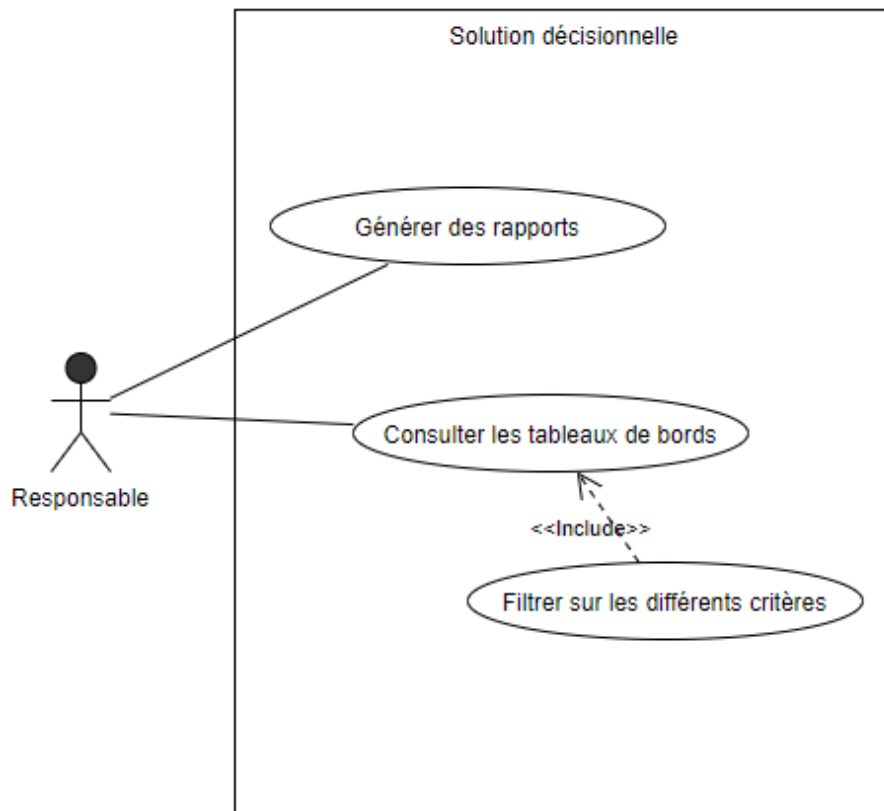 Solution décisionnelle
Générer des rapports
Consulter les tableaux de bords
Responsable
<<Include>>
Filtrer sur les différents critères